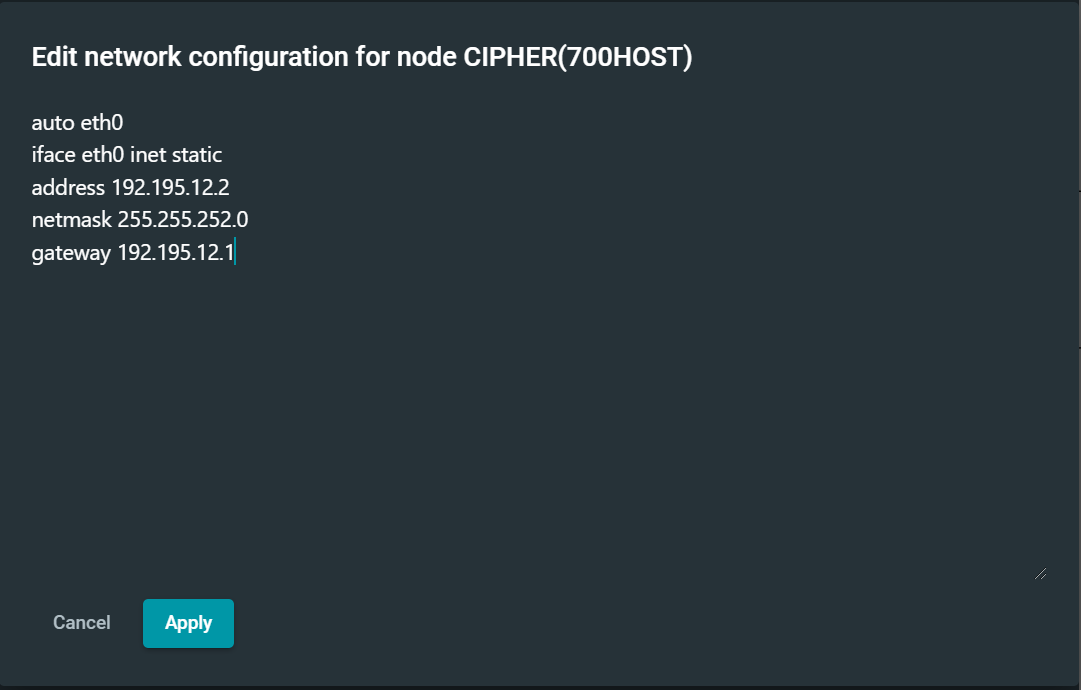 Edit network configuration for node CIPHER(700HOST)
auto eth0
iface eth0 inet static
address 192.195.12.2
netmask 255.255.252.0
gateway 192.195.12.1
Cancel
Apply